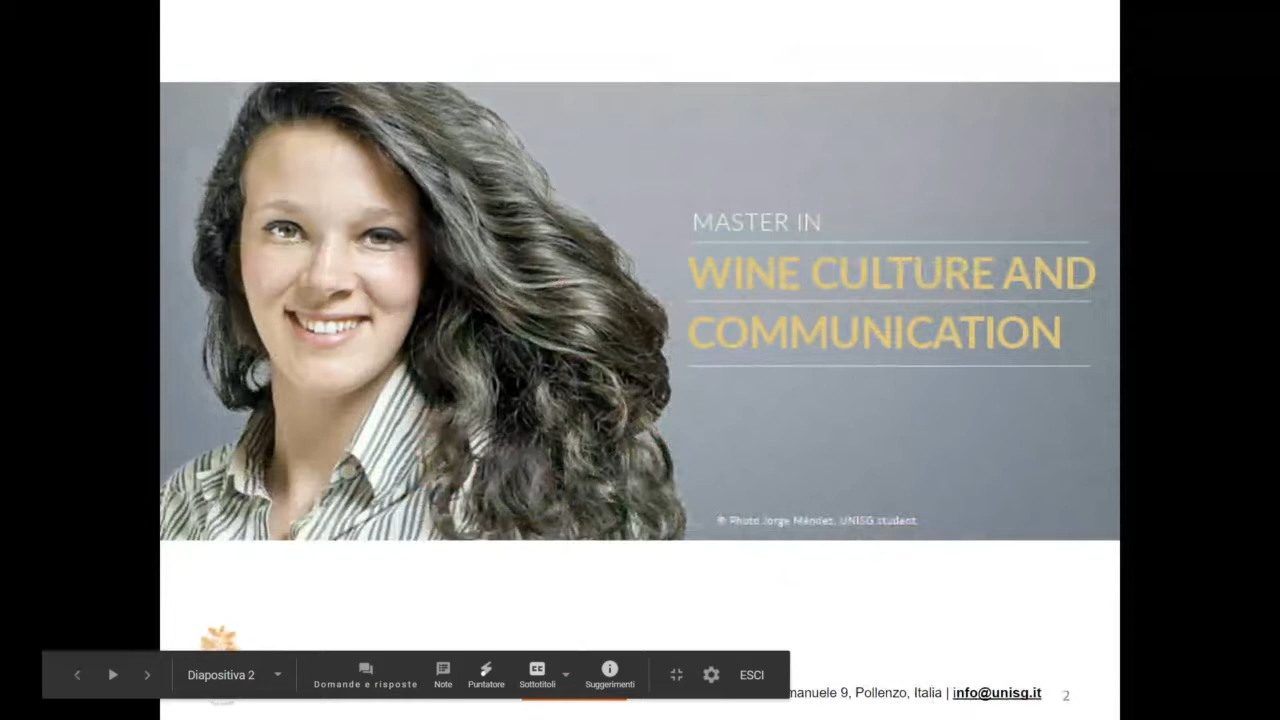 MASTER IN
WINE CULTURE AND
COMMUNICATION
© Photo Jorge Méndez, UNISG student
Diapositiva 2
Domande e risposte
Note
Puntatore
Sottotitoli
Suggerimenti
ESCI
manuele 9, Pollenzo, Italia | info@unisg.it
2